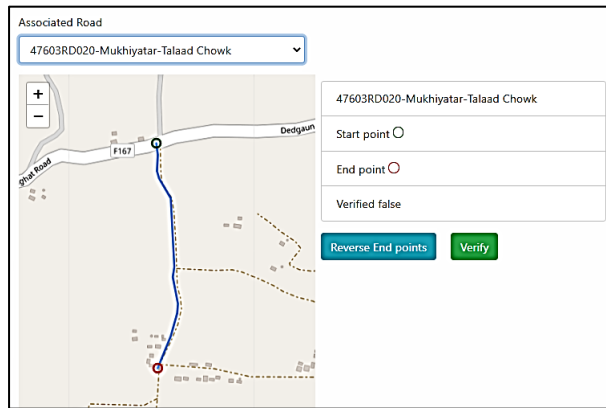 Associated Road
47603RD020-Mukhiyatar-Talaad Chowk
+
−
F167
Dedgaun
ghat Road
47603RD020-Mukhiyatar-Talaad Chowk
Start point
End point
Verified false
Reverse End points
Verify